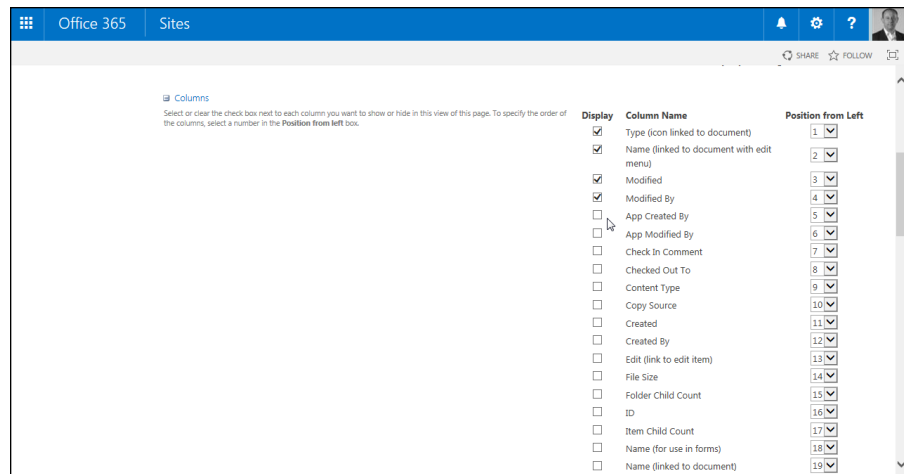 Office 365 Sites ?
SHARE FOLLOW
Columns
Select or clear the check box next to each column you want to show or hide in this view of this page. To specify the order of
the columns, select a number in the Position from left box.
Display Column Name Position from Left
Type (icon linked to document) 1
Name (linked to document with edit
menu) 2
Modified 3
Modified By 4
App Created By 5
App Modified By 6
Check In Comment 7
Checked Out To 8
Content Type 9
Copy Source 10
Created 11
Created By 12
Edit (link to edit item) 13
File Size 14
Folder Child Count 15
ID 16
Item Child Count 17
Name (for use in forms) 18
Name (linked to document) 19